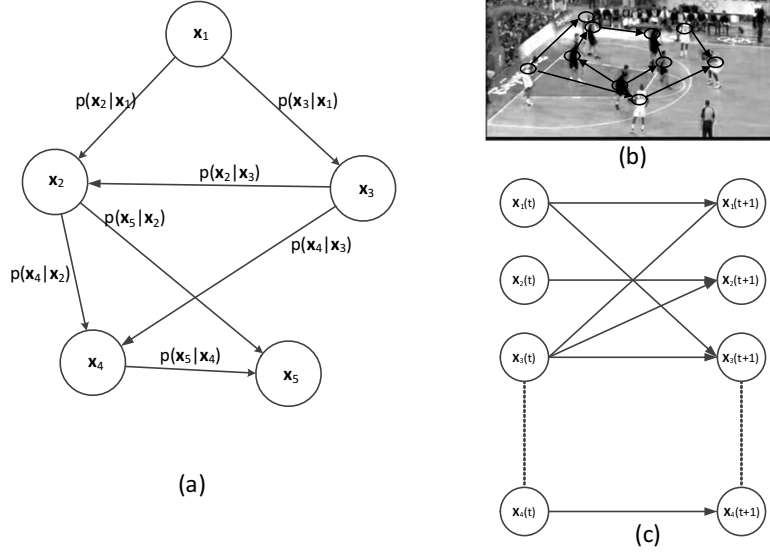 x1
p(x2|x1)
p(x3|x1)
x2
p(x2|x3)
x3
p(x5|x2)
p(x4|x3)
p(x4|x2)
x4
p(x5|x4)
x5
(a)
(b)
X1(t)
X1(t+1)
X2(t)
X2(t+1)
X3(t)
X3(t+1)
X4(t)
X4(t+1)
(c)